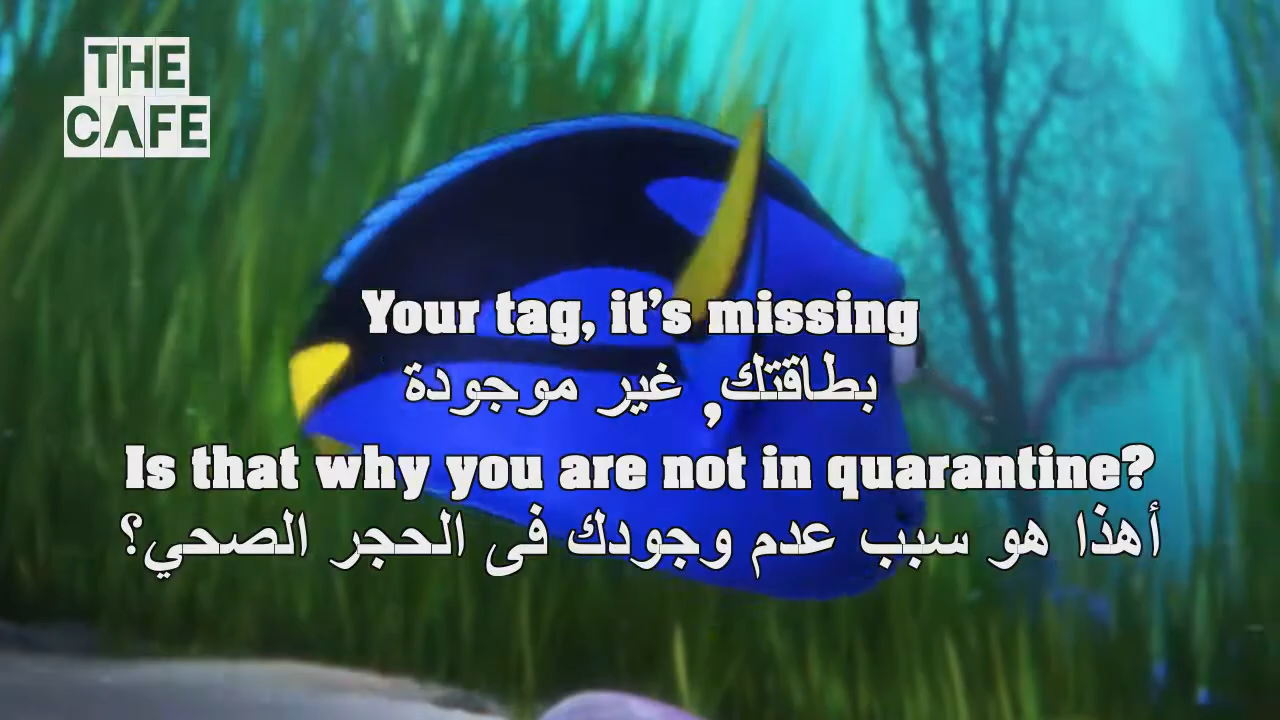 THE
CAFE
Your tag, it's missing
بطاقتك, غير موجودة
Is that why you are not in quarantine?
أهذا هو سبب عدم وجودك فى الحجر الصحي؟